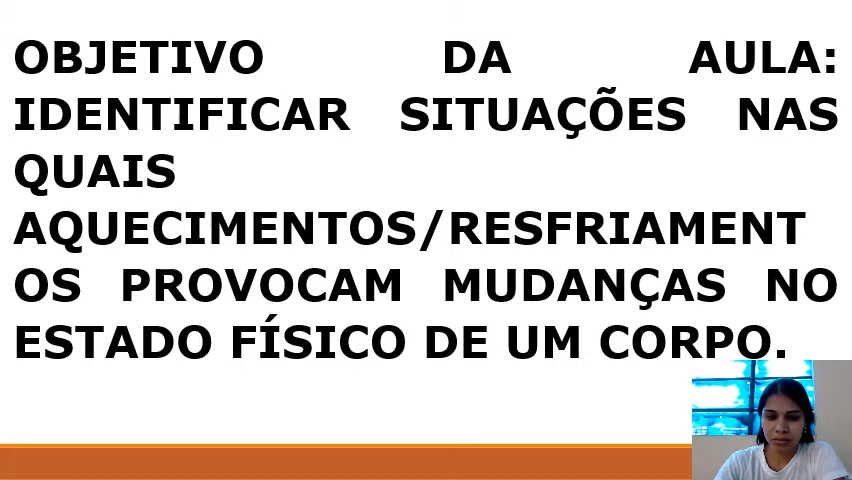 OBJETIVO DA AULA:
IDENTIFICAR SITUAÇÕES NAS
QUAIS
AQUECIMENTOS/RESFRIAMENT
OS PROVOCAM MUDANÇAS NO
ESTADO FÍSICO DE UM CORPO.